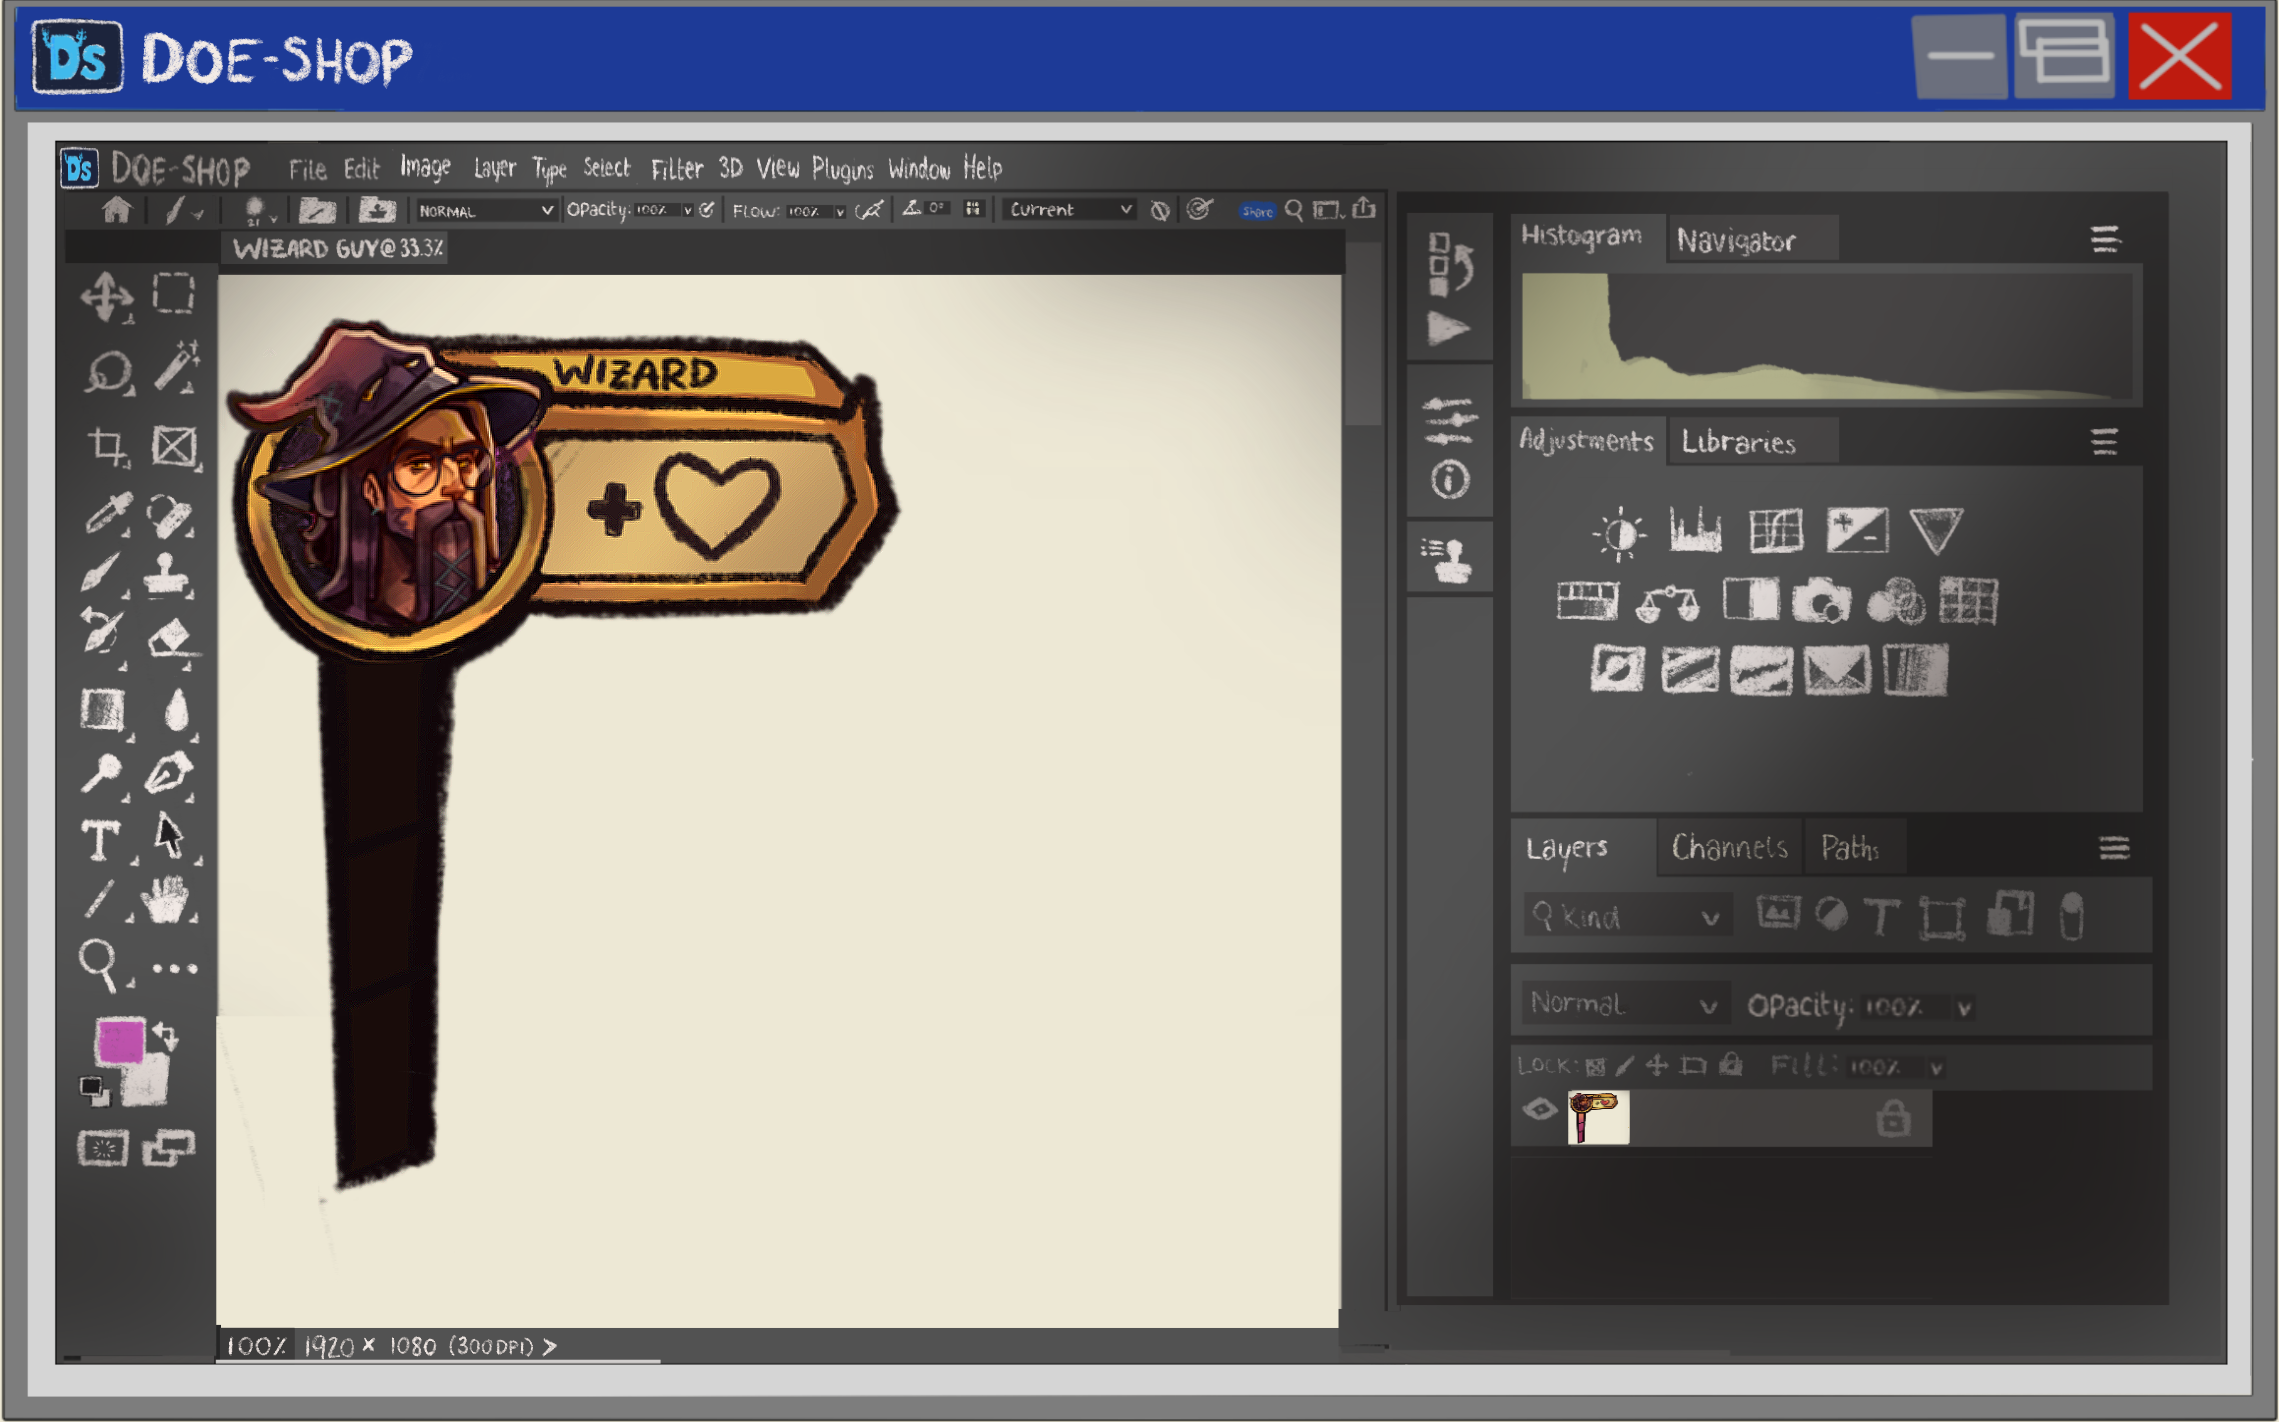 Ds DOE-SHOP
Ds DOE-SHOP File Edit Image Layer Type Select Filter 3D View Plugins Window Help
21 NORMAL OPacity: 100% FLOW: 100% 0° Current Share
WIZARD GUY@33.3%
WIZARD
Histogram Navigator
Adjustments Libraries
Layers Channels Paths
Kind
Normal Opacity: 100%
LOCK: Fill: 100%
100% 1920 × 1080 (300DPI) >